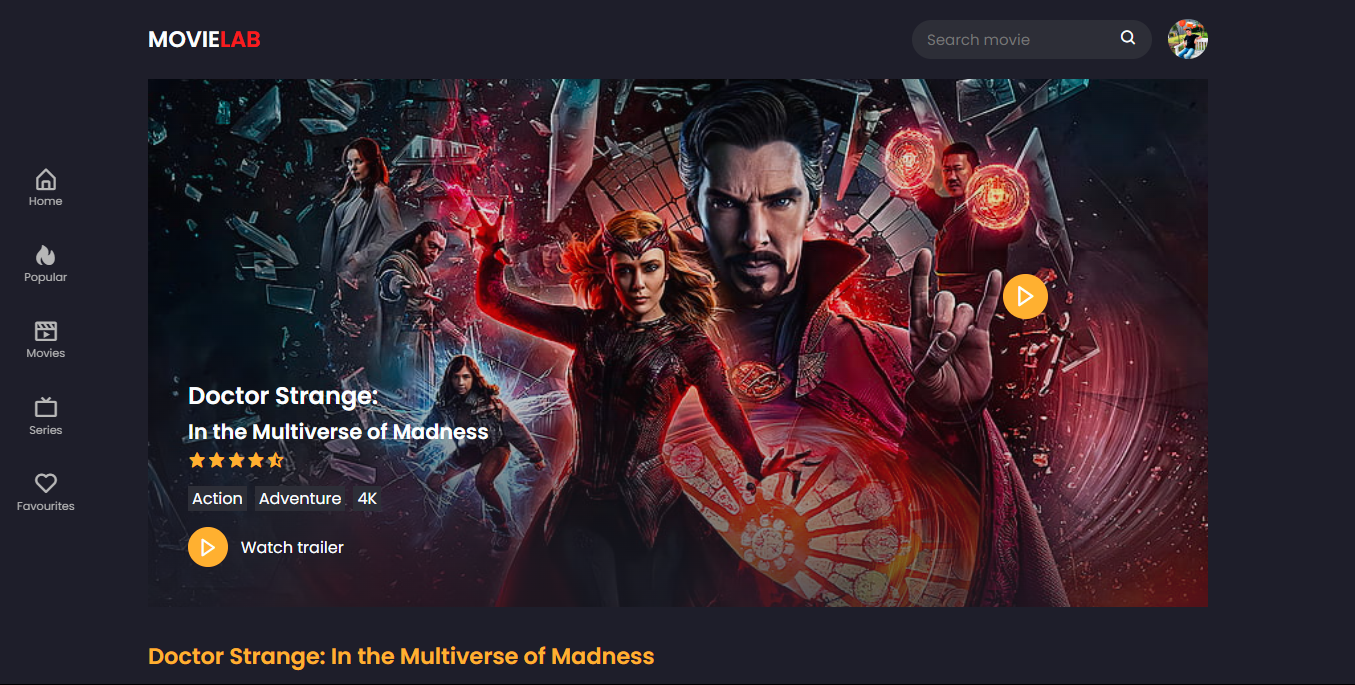 MOVIELAB
Search movie
Home
Popular
Movies
Series
Favourites
Doctor Strange:
In the Multiverse of Madness
Action Adventure 4K
Watch trailer
Doctor Strange: In the Multiverse of Madness